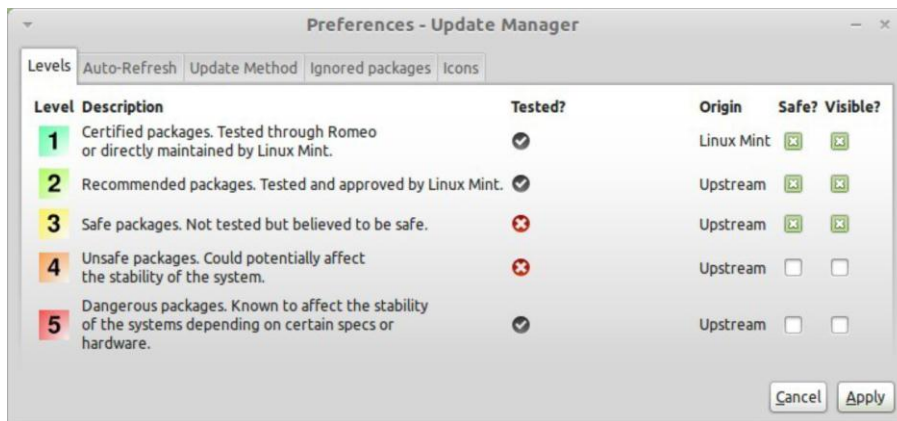 Preferences - Update Manager
Levels Auto-Refresh Update Method Ignored packages Icons
Level Description Tested? Origin Safe? Visible?
1 Certified packages. Tested through Romeo
or directly maintained by Linux Mint. Linux Mint
2 Recommended packages. Tested and approved by Linux Mint. Upstream
3 Safe packages. Not tested but believed to be safe. Upstream
4 Unsafe packages. Could potentially affect
the stability of the system. Upstream
5 Dangerous packages. Known to affect the stability
of the systems depending on certain specs or
hardware. Upstream
Cancel Apply